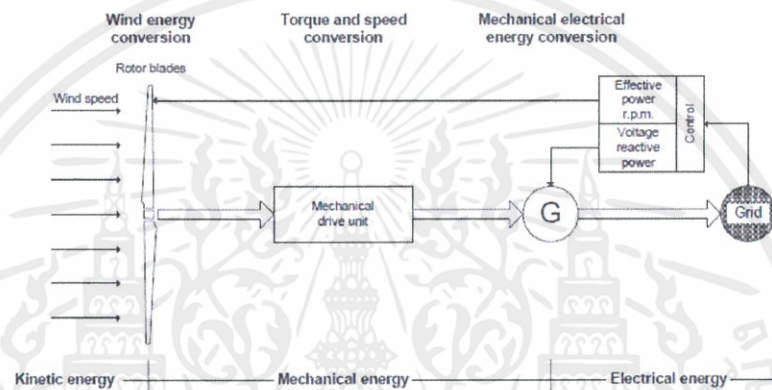 Wind energy
conversion
Torque and speed
conversion
Mechanical electrical
energy conversion
Rotor blades
Wind speed
Effective
power
r.p.m.
Voltage
reactive
power
Control
Mechanical
drive unit
G
Grid
Kinetic energy
Mechanical energy
Electrical energy